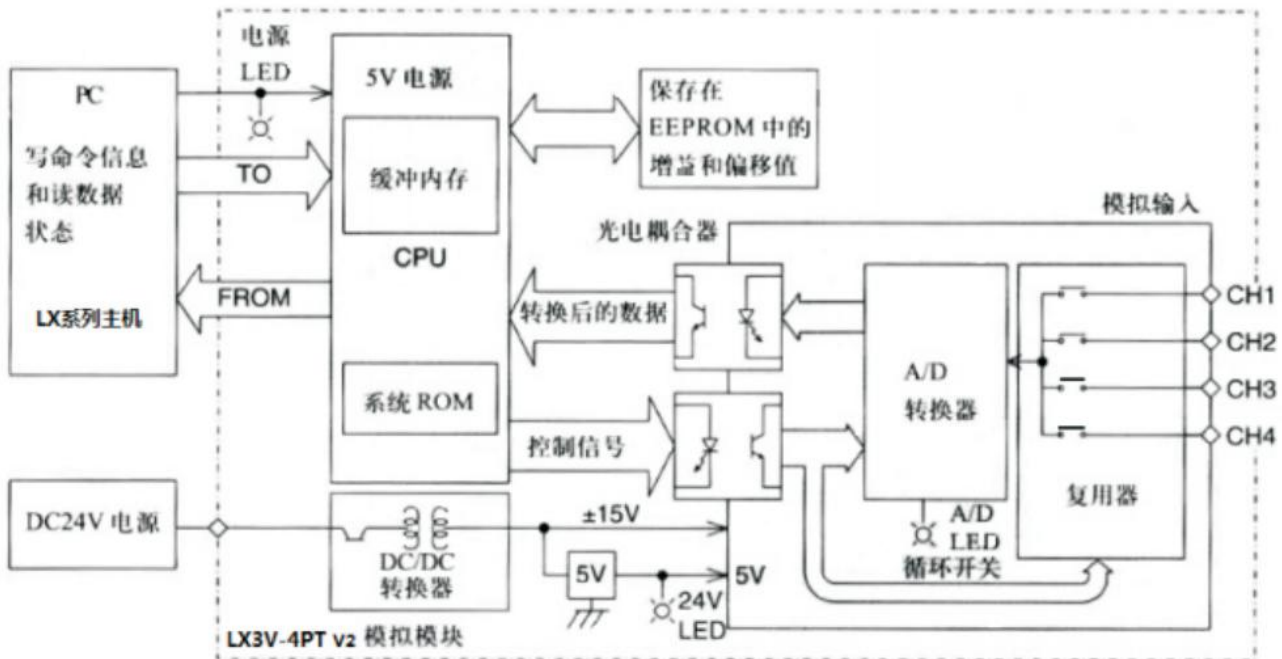 电源
LED
PC
写命令信息
和读数据
状态
LX系列主机
TO
FROM
5V 电源
缓冲内存
CPU
系统 ROM
保存在
EEPROM 中的
增益和偏移值
光电耦合器
模拟输入
转换后的数据
控制信号
A/D
转换器
复用器
CH1
CH2
CH3
CH4
A/D
LED
循环开关
DC24V 电源
DC/DC
转换器
±15V
5V
5V
24V
LED
LX3V-4PT V2 模拟模块